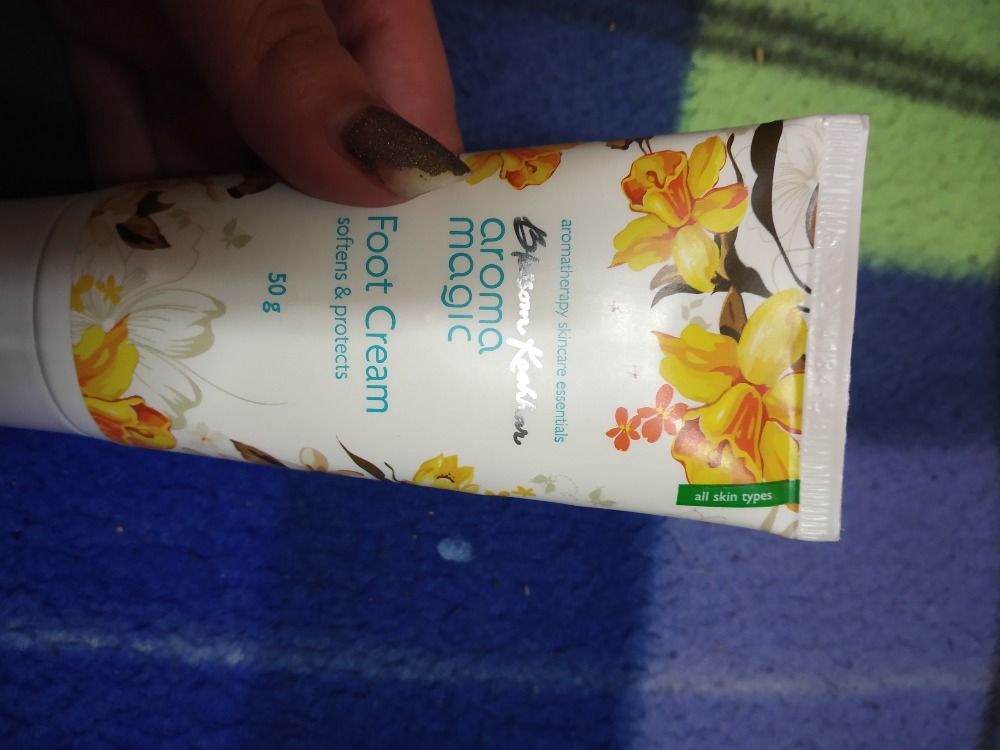 all skin types
aromatherapy skincare essentials
Blossom Kochhar
aroma
magic
Foot Cream
softens & protects
50 g